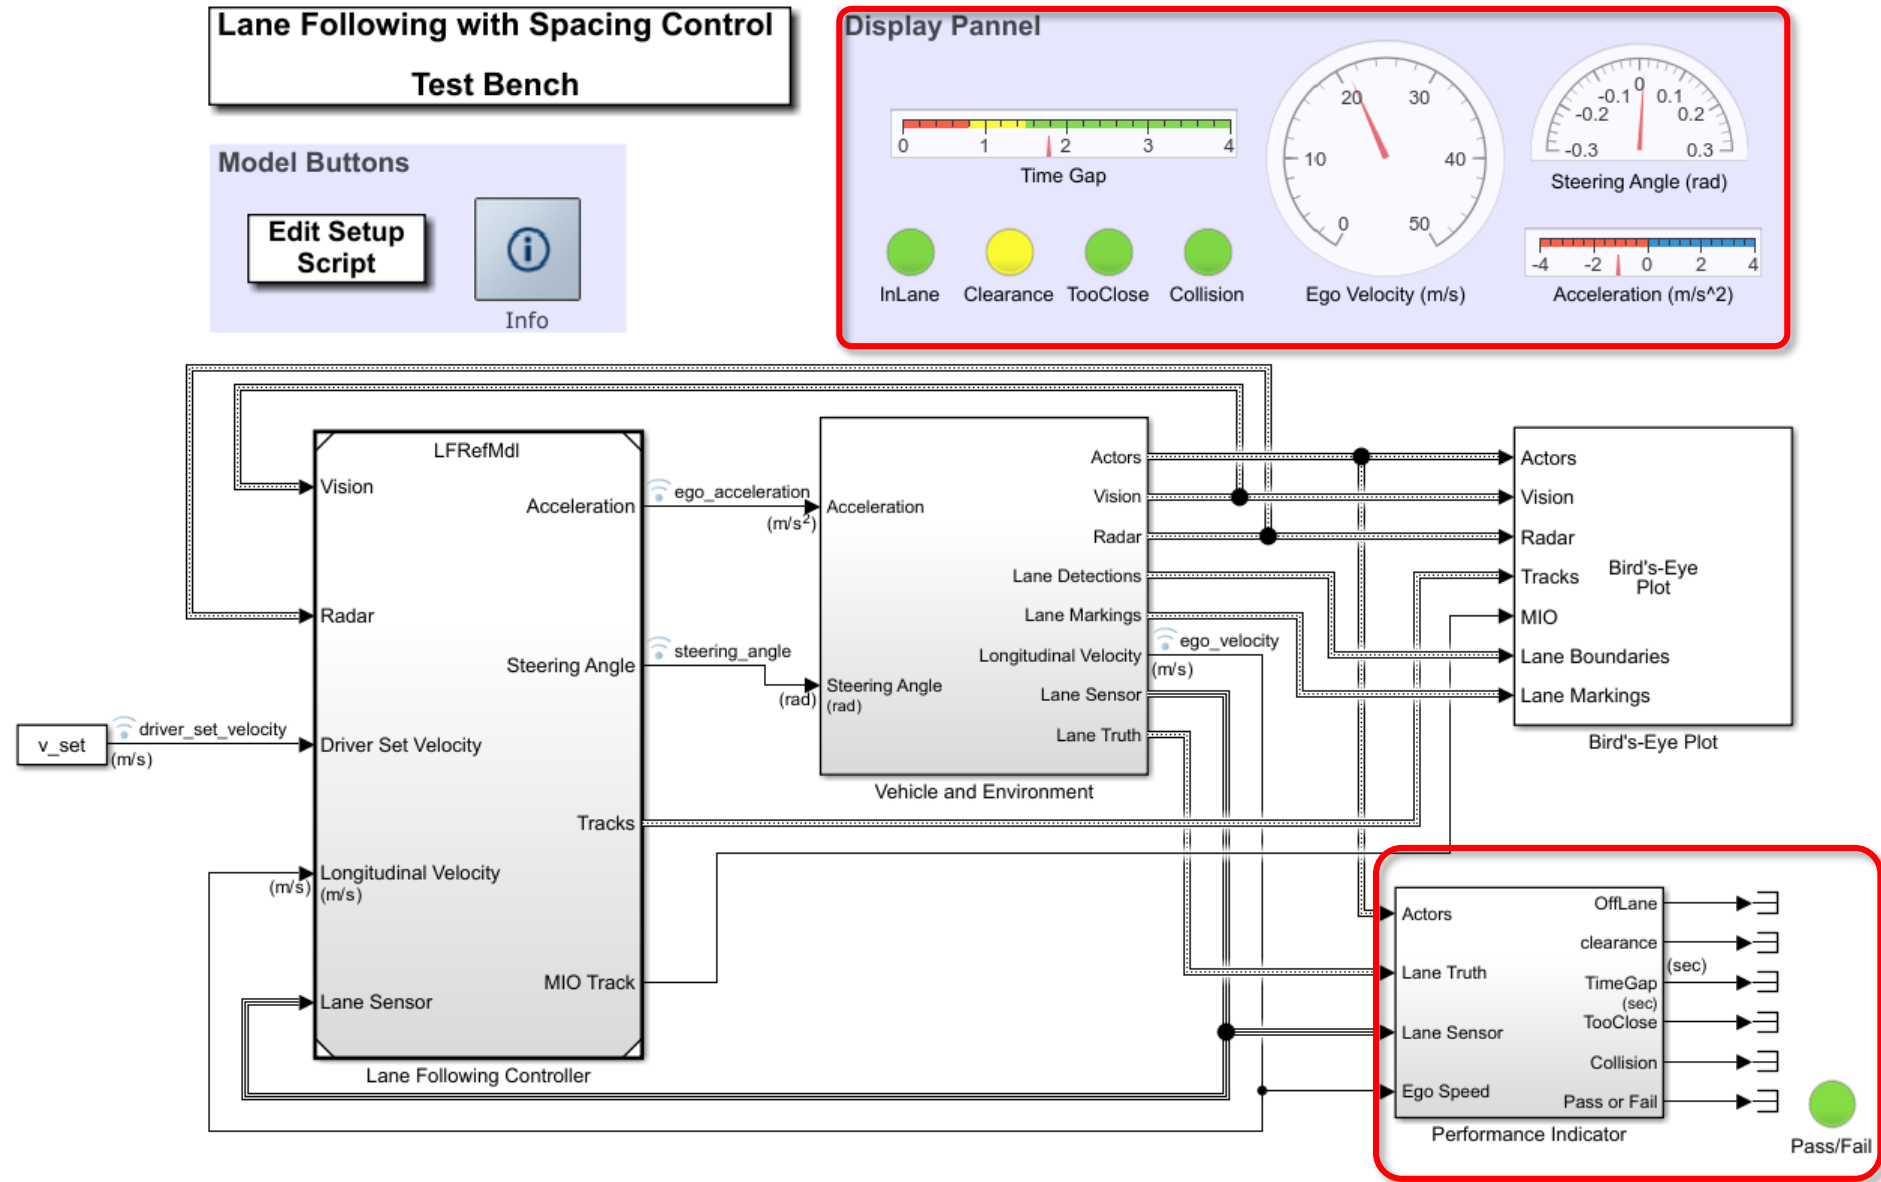 Lane Following with Spacing Control
Test Bench
Model Buttons
Edit Setup
Script
Info
Display Pannel
0 1 2 3 4
Time Gap
InLane Clearance TooClose Collision
0 10 20 30 40 50
Ego Velocity (m/s)
-0.3 -0.2 -0.1 0 0.1 0.2 0.3
Steering Angle (rad)
-4 -2 0 2 4
Acceleration (m/s^2)
v_set
driver_set_velocity
(m/s)
LFRefMdl
Vision
Radar
Driver Set Velocity
(m/s)
Longitudinal Velocity
(m/s)
Lane Sensor
Acceleration
Steering Angle
Tracks
MIO Track
Lane Following Controller
ego_acceleration
(m/s2)
steering_angle
(rad)
Acceleration
Steering Angle
(rad)
Actors
Vision
Radar
Lane Detections
Lane Markings
Longitudinal Velocity
Lane Sensor
Lane Truth
Vehicle and Environment
ego_velocity
(m/s)
Actors
Vision
Radar
Tracks
MIO
Lane Boundaries
Lane Markings
Bird's-Eye
Plot
Bird's-Eye Plot
Actors
Lane Truth
Lane Sensor
Ego Speed
OffLane
clearance
(sec)
TimeGap
(sec)
TooClose
Collision
Pass or Fail
Performance Indicator
Pass/Fail